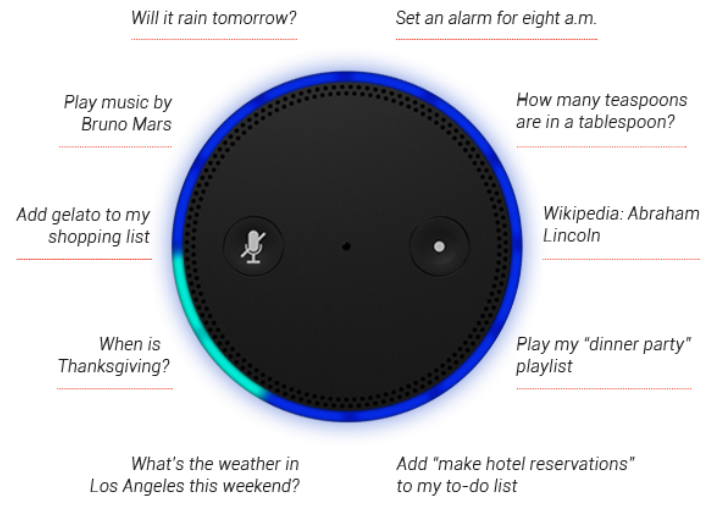 Will it rain tomorrow?
Set an alarm for eight a.m.
Play music by
Bruno Mars
How many teaspoons
are in a tablespoon?
Add gelato to my
shopping list
Wikipedia: Abraham
Lincoln
When is
Thanksgiving?
Play my “dinner party”
playlist
What's the weather in
Los Angeles this weekend?
Add “make hotel reservations”
to my to-do list